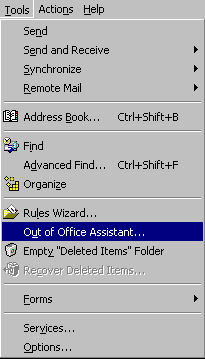 Tools Actions Help
Send
Send and Receive
Synchronize
Remote Mail
Address Book... Ctrl+Shift+B
Find
Advanced Find... Ctrl+Shift+F
Organize
Rules Wizard...
Out of Office Assistant...
Empty "Deleted Items" Folder
Recover Deleted Items...
Forms
Services...
Options...